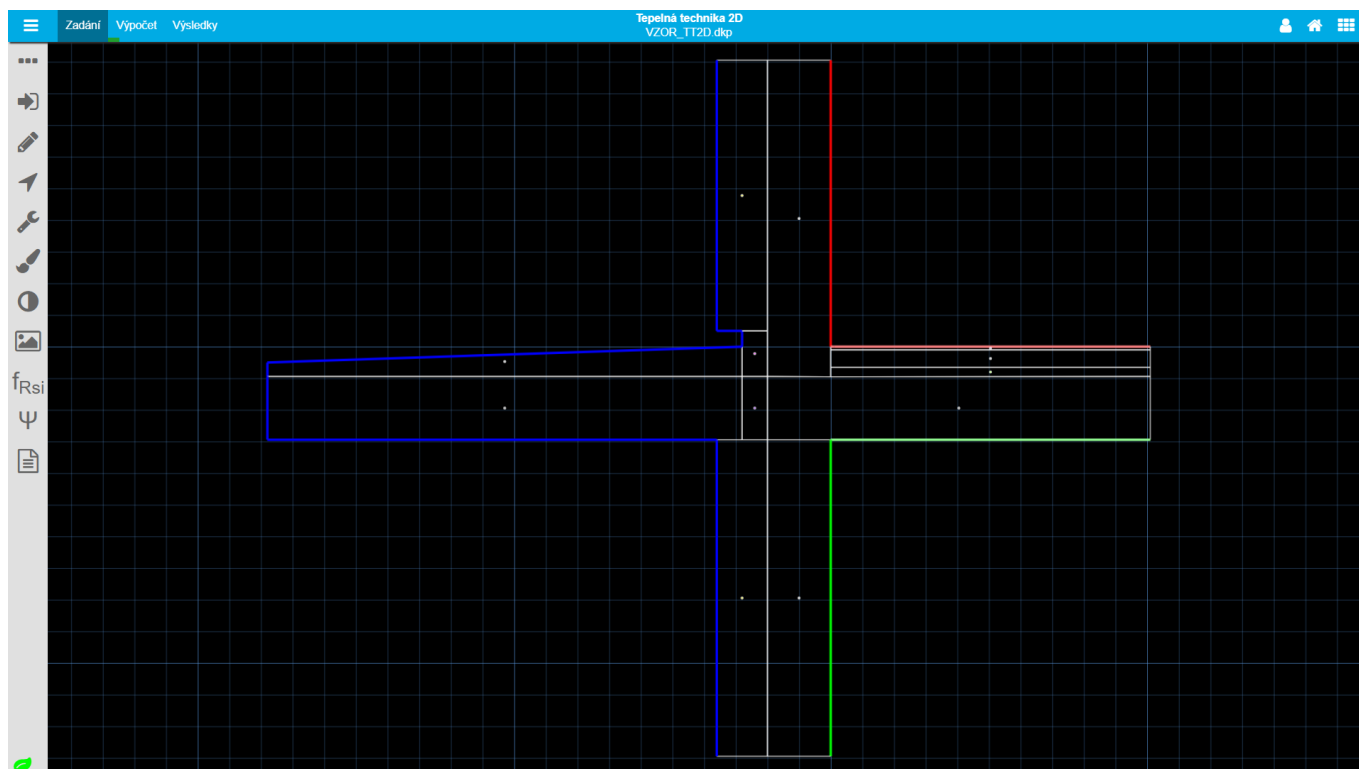 Tepelná technika 2D
Zadání Výpočet Výsledky
VZOR_TT2D.dkp
fRsi
Ψ